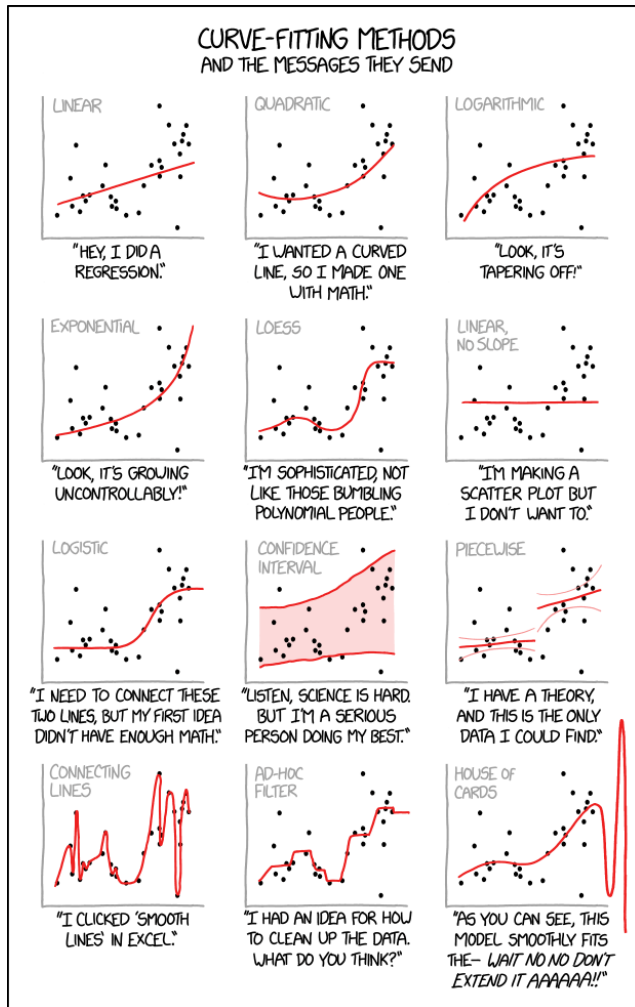 CURVE-FITTING METHODS
AND THE MESSAGES THEY SEND
LINEAR
"HEY, I DID A
REGRESSION."
QUADRATIC
"I WANTED A CURVED
LINE, SO I MADE ONE
WITH MATH."
LOGARITHMIC
"LOOK, IT'S
TAPERING OFF!"
EXPONENTIAL
"LOOK, IT'S GROWING
UNCONTROLLABLY!"
LOESS
"I'M SOPHISTICATED, NOT
LIKE THOSE BUMBLING
POLYNOMIAL PEOPLE."
LINEAR,
NO SLOPE
"I'M MAKING A
SCATTER PLOT BUT
I DON'T WANT TO."
LOGISTIC
"I NEED TO CONNECT THESE
TWO LINES, BUT MY FIRST IDEA
DIDN'T HAVE ENOUGH MATH."
CONFIDENCE
INTERVAL
"LISTEN, SCIENCE IS HARD.
BUT I'M A SERIOUS
PERSON DOING MY BEST."
PIECEWISE
"I HAVE A THEORY,
AND THIS IS THE ONLY
DATA I COULD FIND."
CONNECTING
LINES
"I CLICKED 'SMOOTH
LINES' IN EXCEL."
AD-HOC
FILTER
"I HAD AN IDEA FOR HOW
TO CLEAN UP THE DATA.
WHAT DO YOU THINK?"
HOUSE OF
CARDS
"AS YOU CAN SEE, THIS
MODEL SMOOTHLY FITS
THE- WAIT NO NO DON'T
EXTEND IT AAAAAA!!"